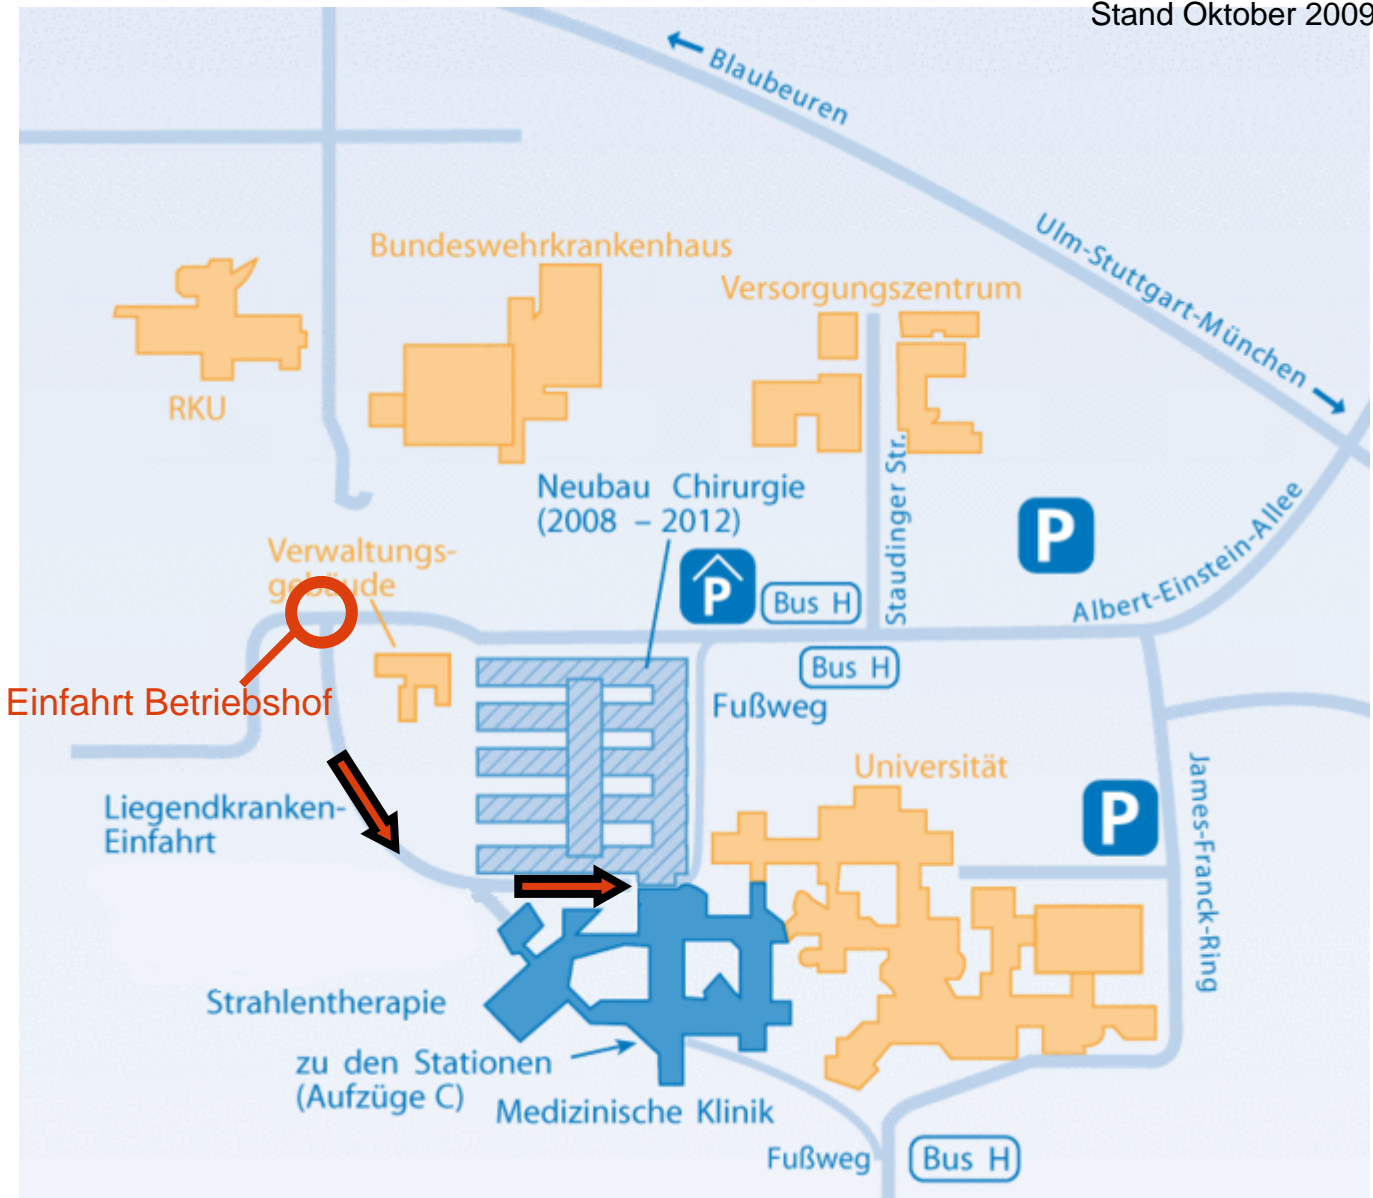 Stand Oktober 2009
Blaubeuren
Ulm-Stuttgart-München
Bundeswehrkrankenhaus
Versorgungszentrum
RKU
Staudinger Str.
Neubau Chirurgie
(2008 – 2012)
P
P
Bus H
Albert-Einstein-Allee
Verwaltungs-
gebäude
Bus H
Einfahrt Betriebshof
Fußweg
Universität
James-Franck-Ring
P
Liegendkranken-
Einfahrt
Strahlentherapie
zu den Stationen
(Aufzüge C)
Medizinische Klinik
Fußweg
Bus H